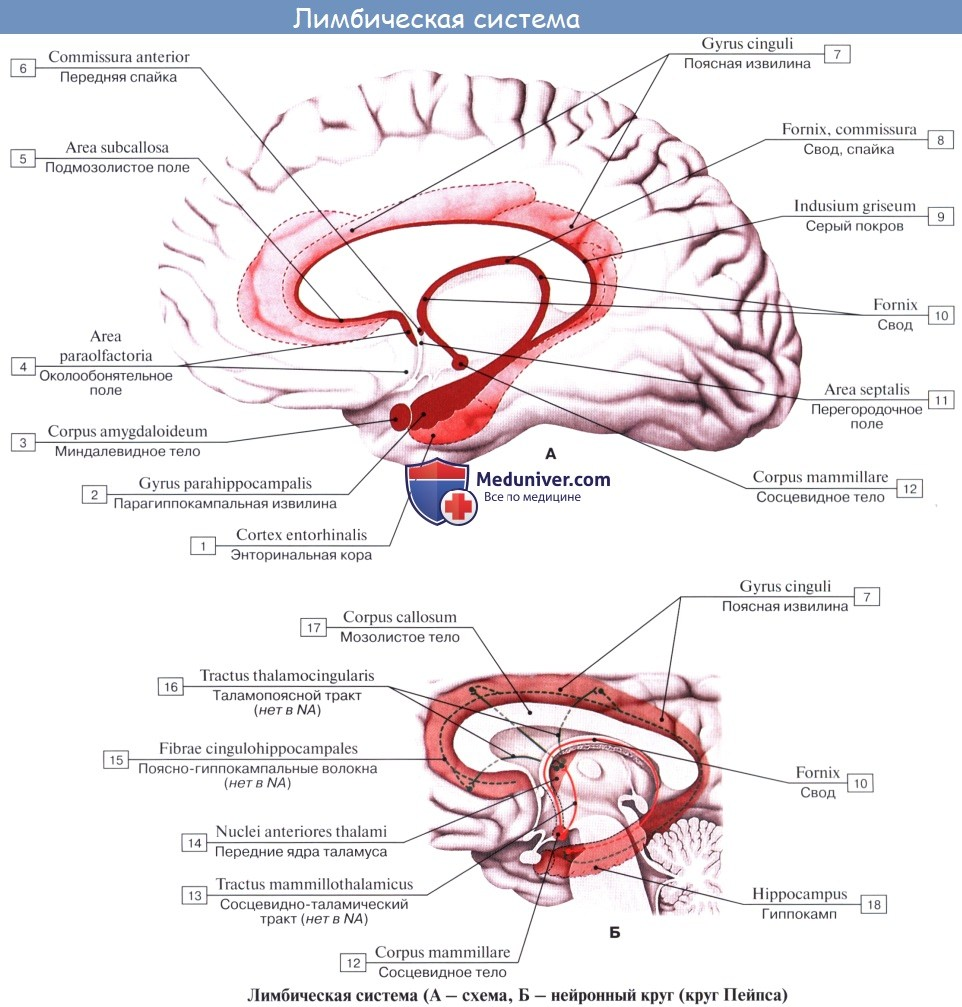 Лимбическая система
6
Commissura anterior
Передняя спайка
Gyrus cinguli
Поясная извилина
7
5
Area subcallosa
Подмозолистое поле
Fornix, commissura
Свод, спайка
8
Indusium griseum
Серый покров
9
Fornix
Свод
10
4
Area
paraolfactoria
Околообонятельное
поле
Area septalis
Перегородочное
поле
11
3
Corpus amygdaloideum
Миндалевидное тело
А
2
Gyrus parahippocampalis
Парагиппокампальная извилина
Meduniver.com
Все по медицине
Corpus mammillare
Сосцевидное тело
12
1
Cortex entorhinalis
Энторинальная кора
Gyrus cinguli
Поясная извилина
7
17
Corpus callosum
Мозолистое тело
16
Tractus thalamocingularis
Таламопоясной тракт
(нет в NA)
15
Fibrae cingulohippocampales
Поясно-гиппокампальные волокна
(нет в NA)
Fornix
Свод
10
14
Nuclei anteriores thalami
Передние ядра таламуса
13
Tractus mammillothalamicus
Сосцевидно-таламический
тракт (нет в NA)
Hippocampus
Гиппокамп
18
Б
12
Corpus mammillare
Сосцевидное тело
Лимбическая система (А – схема, Б – нейронный круг (круг Пейпса)